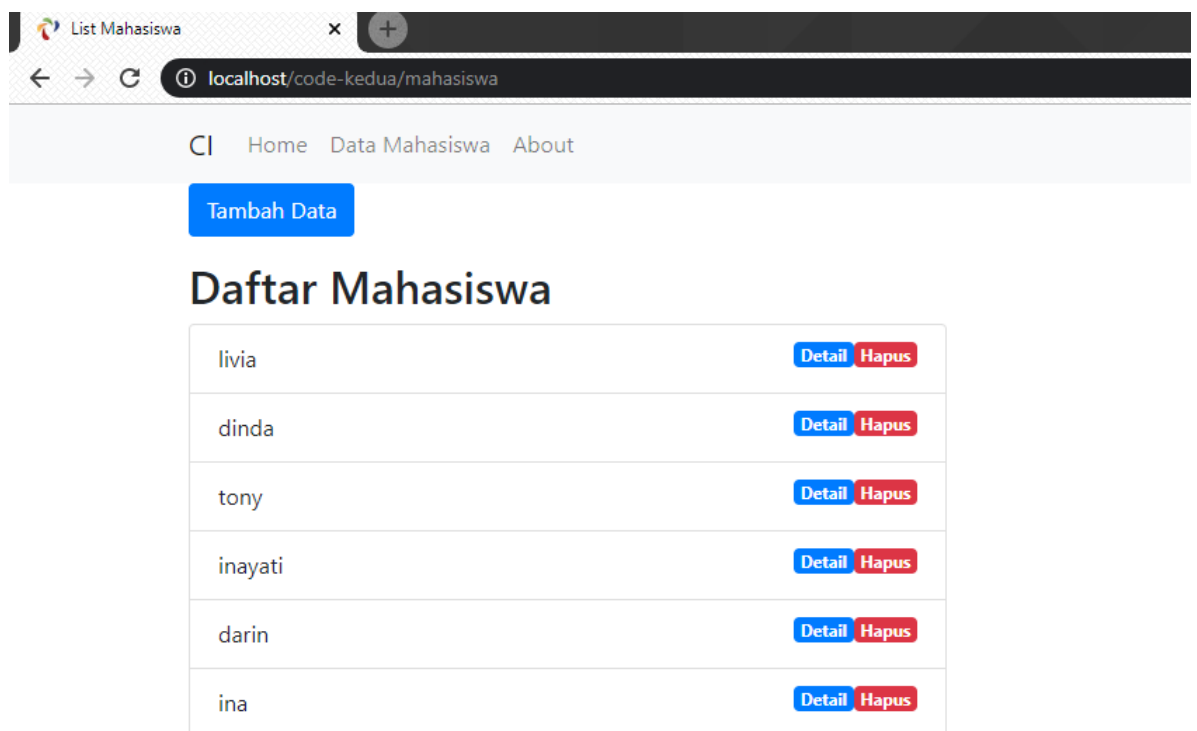 List Mahasiswa
localhost/code-kedua/mahasiswa
CI Home Data Mahasiswa About
Tambah Data
Daftar Mahasiswa
livia Detail Hapus
dinda Detail Hapus
tony Detail Hapus
inayati Detail Hapus
darin Detail Hapus
ina Detail Hapus